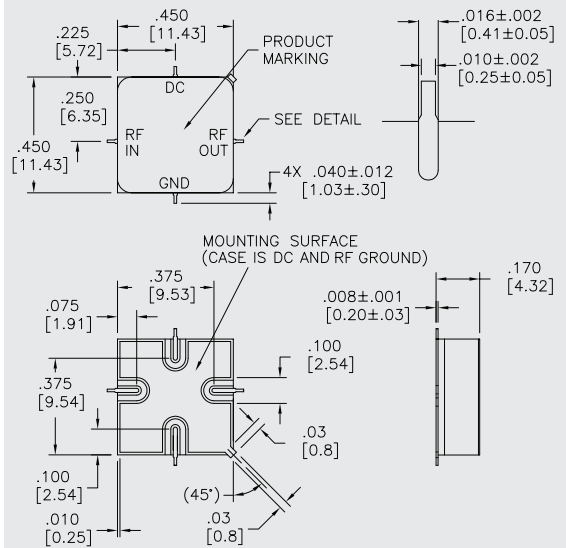 .450
[11.43]
.225
[5.72]
PRODUCT
MARKING
.016±.002
[0.41±0.05]
.010±.002
[0.25±0.05]
DC
.250
[6.35]
SEE DETAIL
.450
[11.43]
RF
IN
RF
OUT
GND
4X .040±.012
[1.03±.30]
MOUNTING SURFACE
(CASE IS DC AND RF GROUND)
.375
[9.53]
.170
[4.32]
.075
[1.91]
.008±.001
[0.20±.03]
.100
[2.54]
.375
[9.54]
.03
[0.8]
.100
[2.54]
(45°)
.03
[0.8]
.010
[0.25]